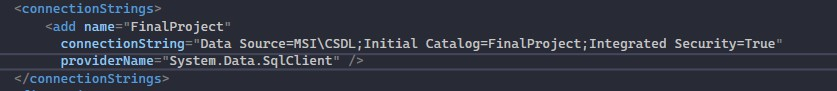 <connectionStrings>
<add name="FinalProject"
connectionString="Data Source=MSI\CSDL;Initial Catalog=FinalProject;Integrated Security=True"
providerName="System.Data.SqlClient" />
</connectionStrings>